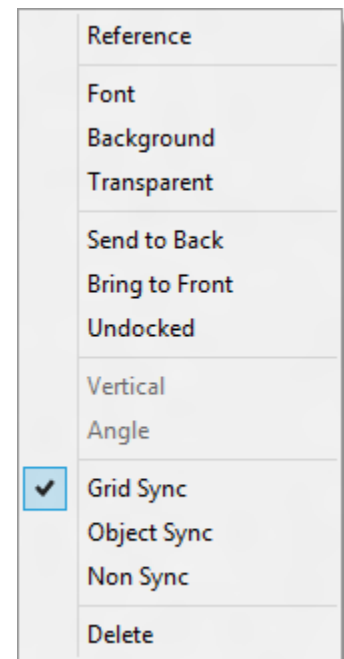 Reference
Font
Background
Transparent
Send to Back
Bring to Front
Undocked
Vertical
Angle
Grid Sync
Object Sync
Non Sync
Delete